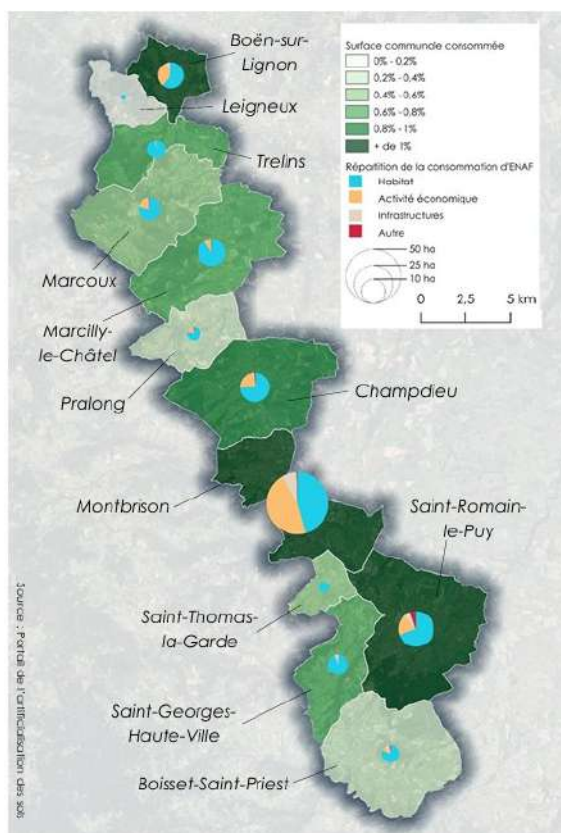 Boën-sur-
Lignon
Leigneux
Trelins
Marcoux
Marcilly-
le-Châtel
Pralong
Champdieu
Montbrison
Saint-Romain-
le-Puy
Saint-Thomas-
la-Garde
Saint-Georges-
Haute-Ville
Boisset-Saint-Priest
Surface communale consommée
0% - 0.2%
0,2% - 0.4%
0.4% - 0.6%
0.6% - 0,8%
0.8% - 1%
+ de 1%
Répartition de la consommation d'ENAF
Habitat
Activité économique
Infrastructures
Autre
50 ha
25 ha
10 ha
0 2,5 5 km
Source : Portail de l'artificialisation des sols